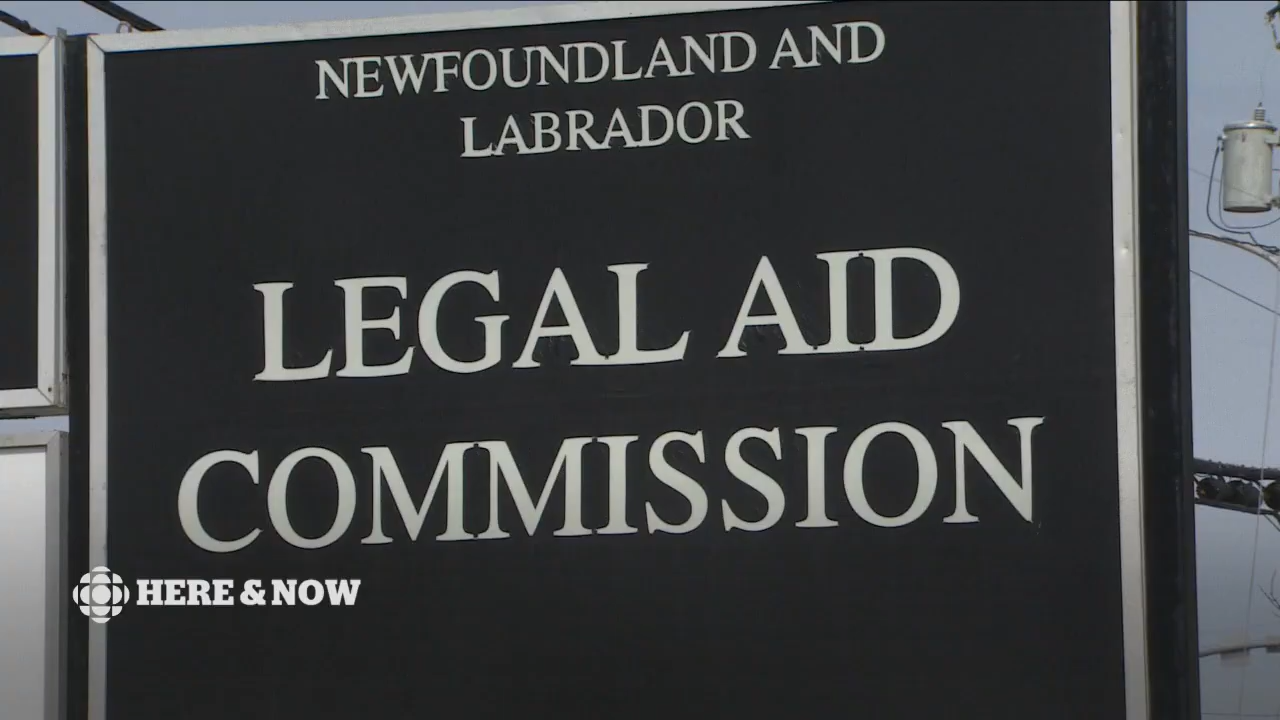 NEWFOUNDLAND AND
LABRADOR
LEGAL AID
COMMISSION
HERE & NOW